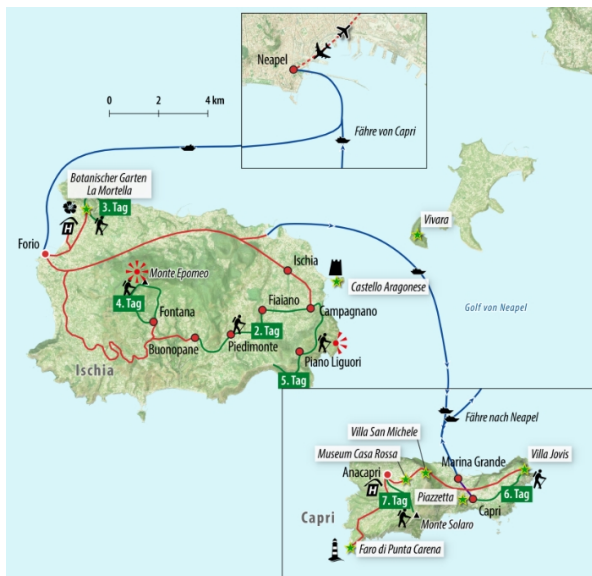 Neapel
Fähre von Capri
0 2 4 km
Botanischer Garten
La Mortella
3. Tag
H
Forio
Vivara
Monte Epomeo
Ischia
Castello Aragonese
4. Tag
Fontana
Fiaiano
Campagnano
Golf von Neapel
2. Tag
Buonopane
Piedimonte
Piano Liguori
Ischia
5. Tag
Fähre nach Neapel
Villa San Michele
Museum Casa Rossa
Marina Grande
Villa Jovis
Anacapri
H
7. Tag
Piazzetta
6. Tag
Capri
Capri
Monte Solaro
Faro di Punta Carena